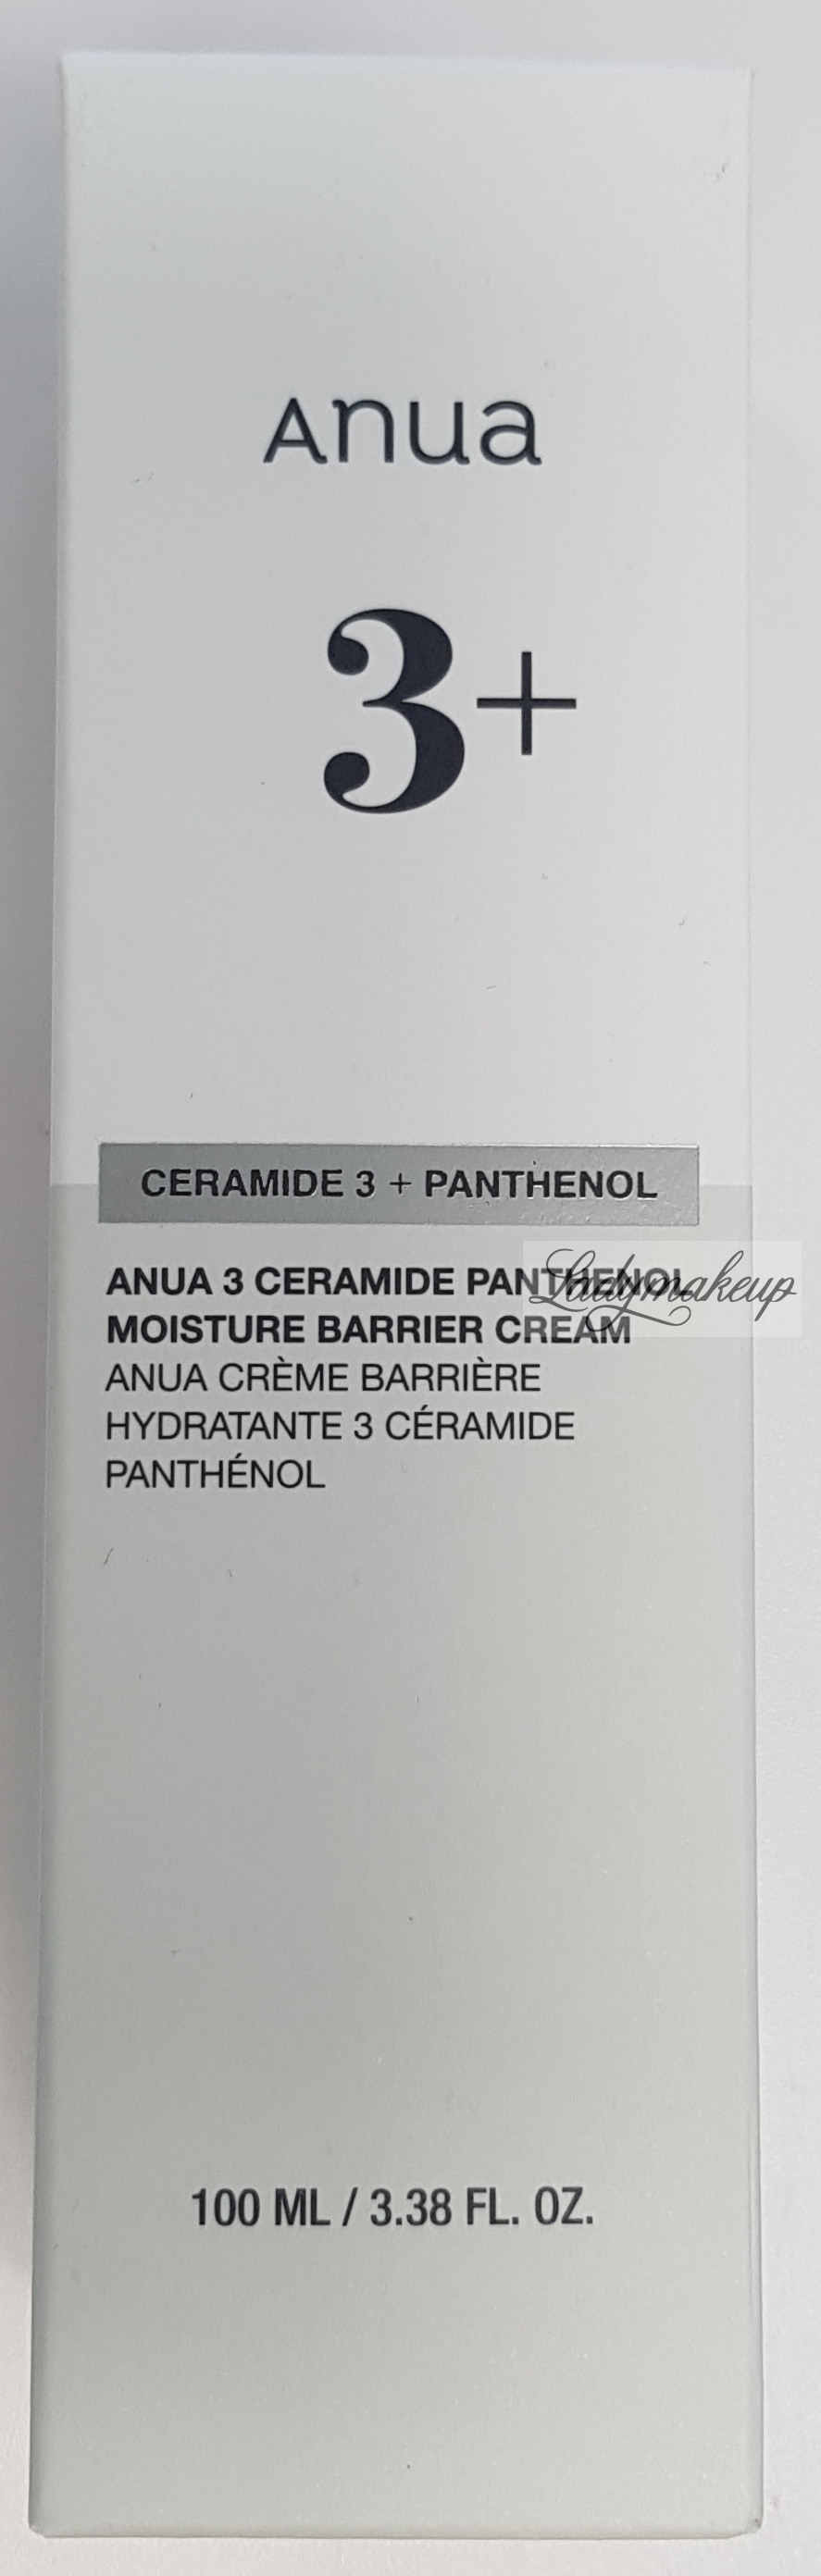 Anua
3+
CERAMIDE 3 + PANTHENOL
ANUA 3 CERAMIDE PANTHENOL
Ladymakeup
MOISTURE BARRIER CREAM
ANUA CRÈME BARRIÈRE
HYDRATANTE 3 CÉRAMIDE
PANTHÉNOL
100 ML / 3.38 FL. OZ.